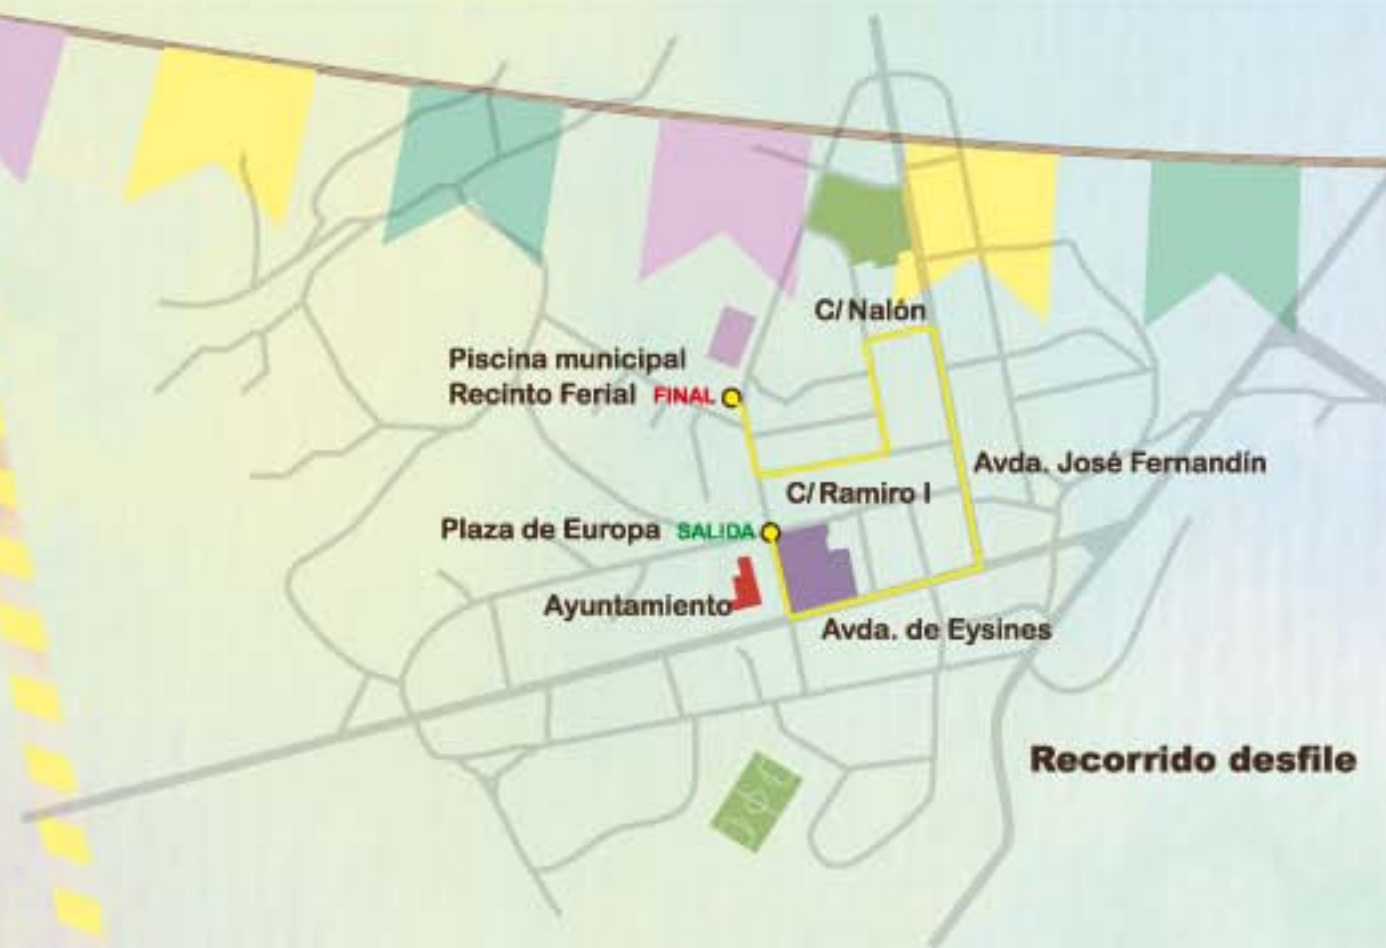 C/ Nalón
Piscina municipal
Recinto Ferial FINAL
Avda. José Fernandín
C/ Ramiro I
Plaza de Europa SALIDA
Ayuntamiento
Avda. de Eysines
Recorrido desfile